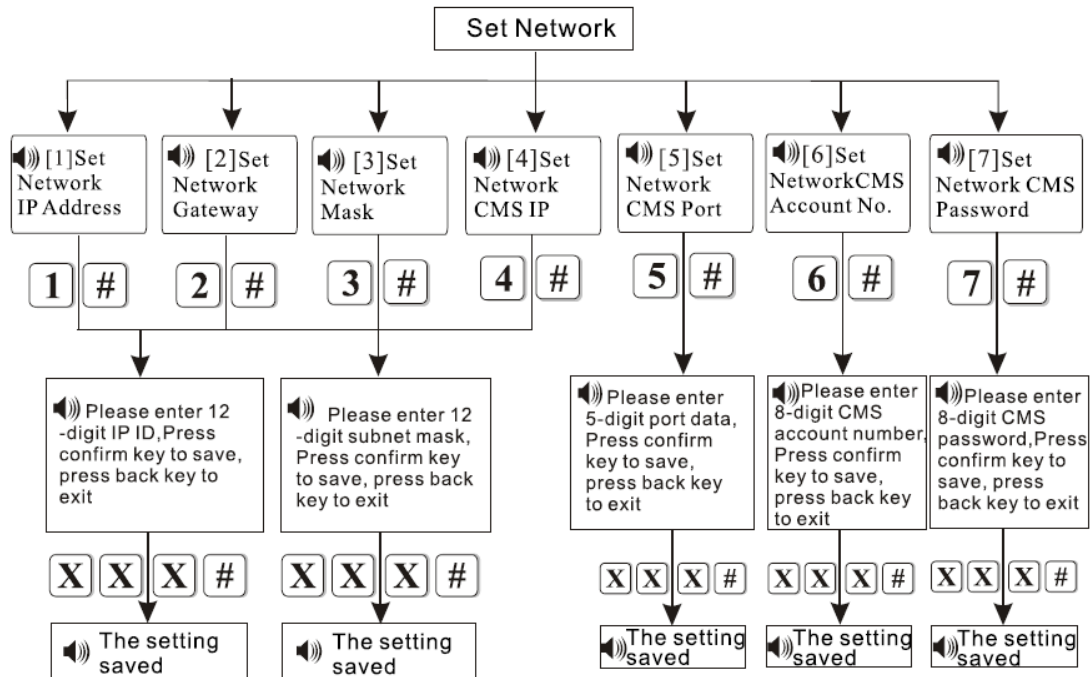 Set Network
[1]Set
Network
IP Address
[2]Set
Network
Gateway
[3]Set
Network
Mask
[4]Set
Network
CMS IP
[5]Set
Network
CMS Port
[6]Set
NetworkCMS
Account No.
[7]Set
Network CMS
Password
1 #
2 #
3 #
4 #
5 #
6 #
7 #
Please enter 12
-digit IP ID,Press
confirm key to save,
press back key to
exit
Please enter 12
-digit subnet mask,
Press confirm key
to save, press back
key to exit
Please enter
5-digit port data,
Press confirm
key to save,
press back key
to exit
Please enter
8-digit CMS
account number,
Press confirm
key to save,
press back key
to exit
Please enter
8-digit CMS
password,Press
confirm key to
save, press
back key to exit
X X X #
X X X #
X X X #
X X X #
X X X #
The setting
saved
The setting
saved
The setting
saved
The setting
saved
The setting
saved